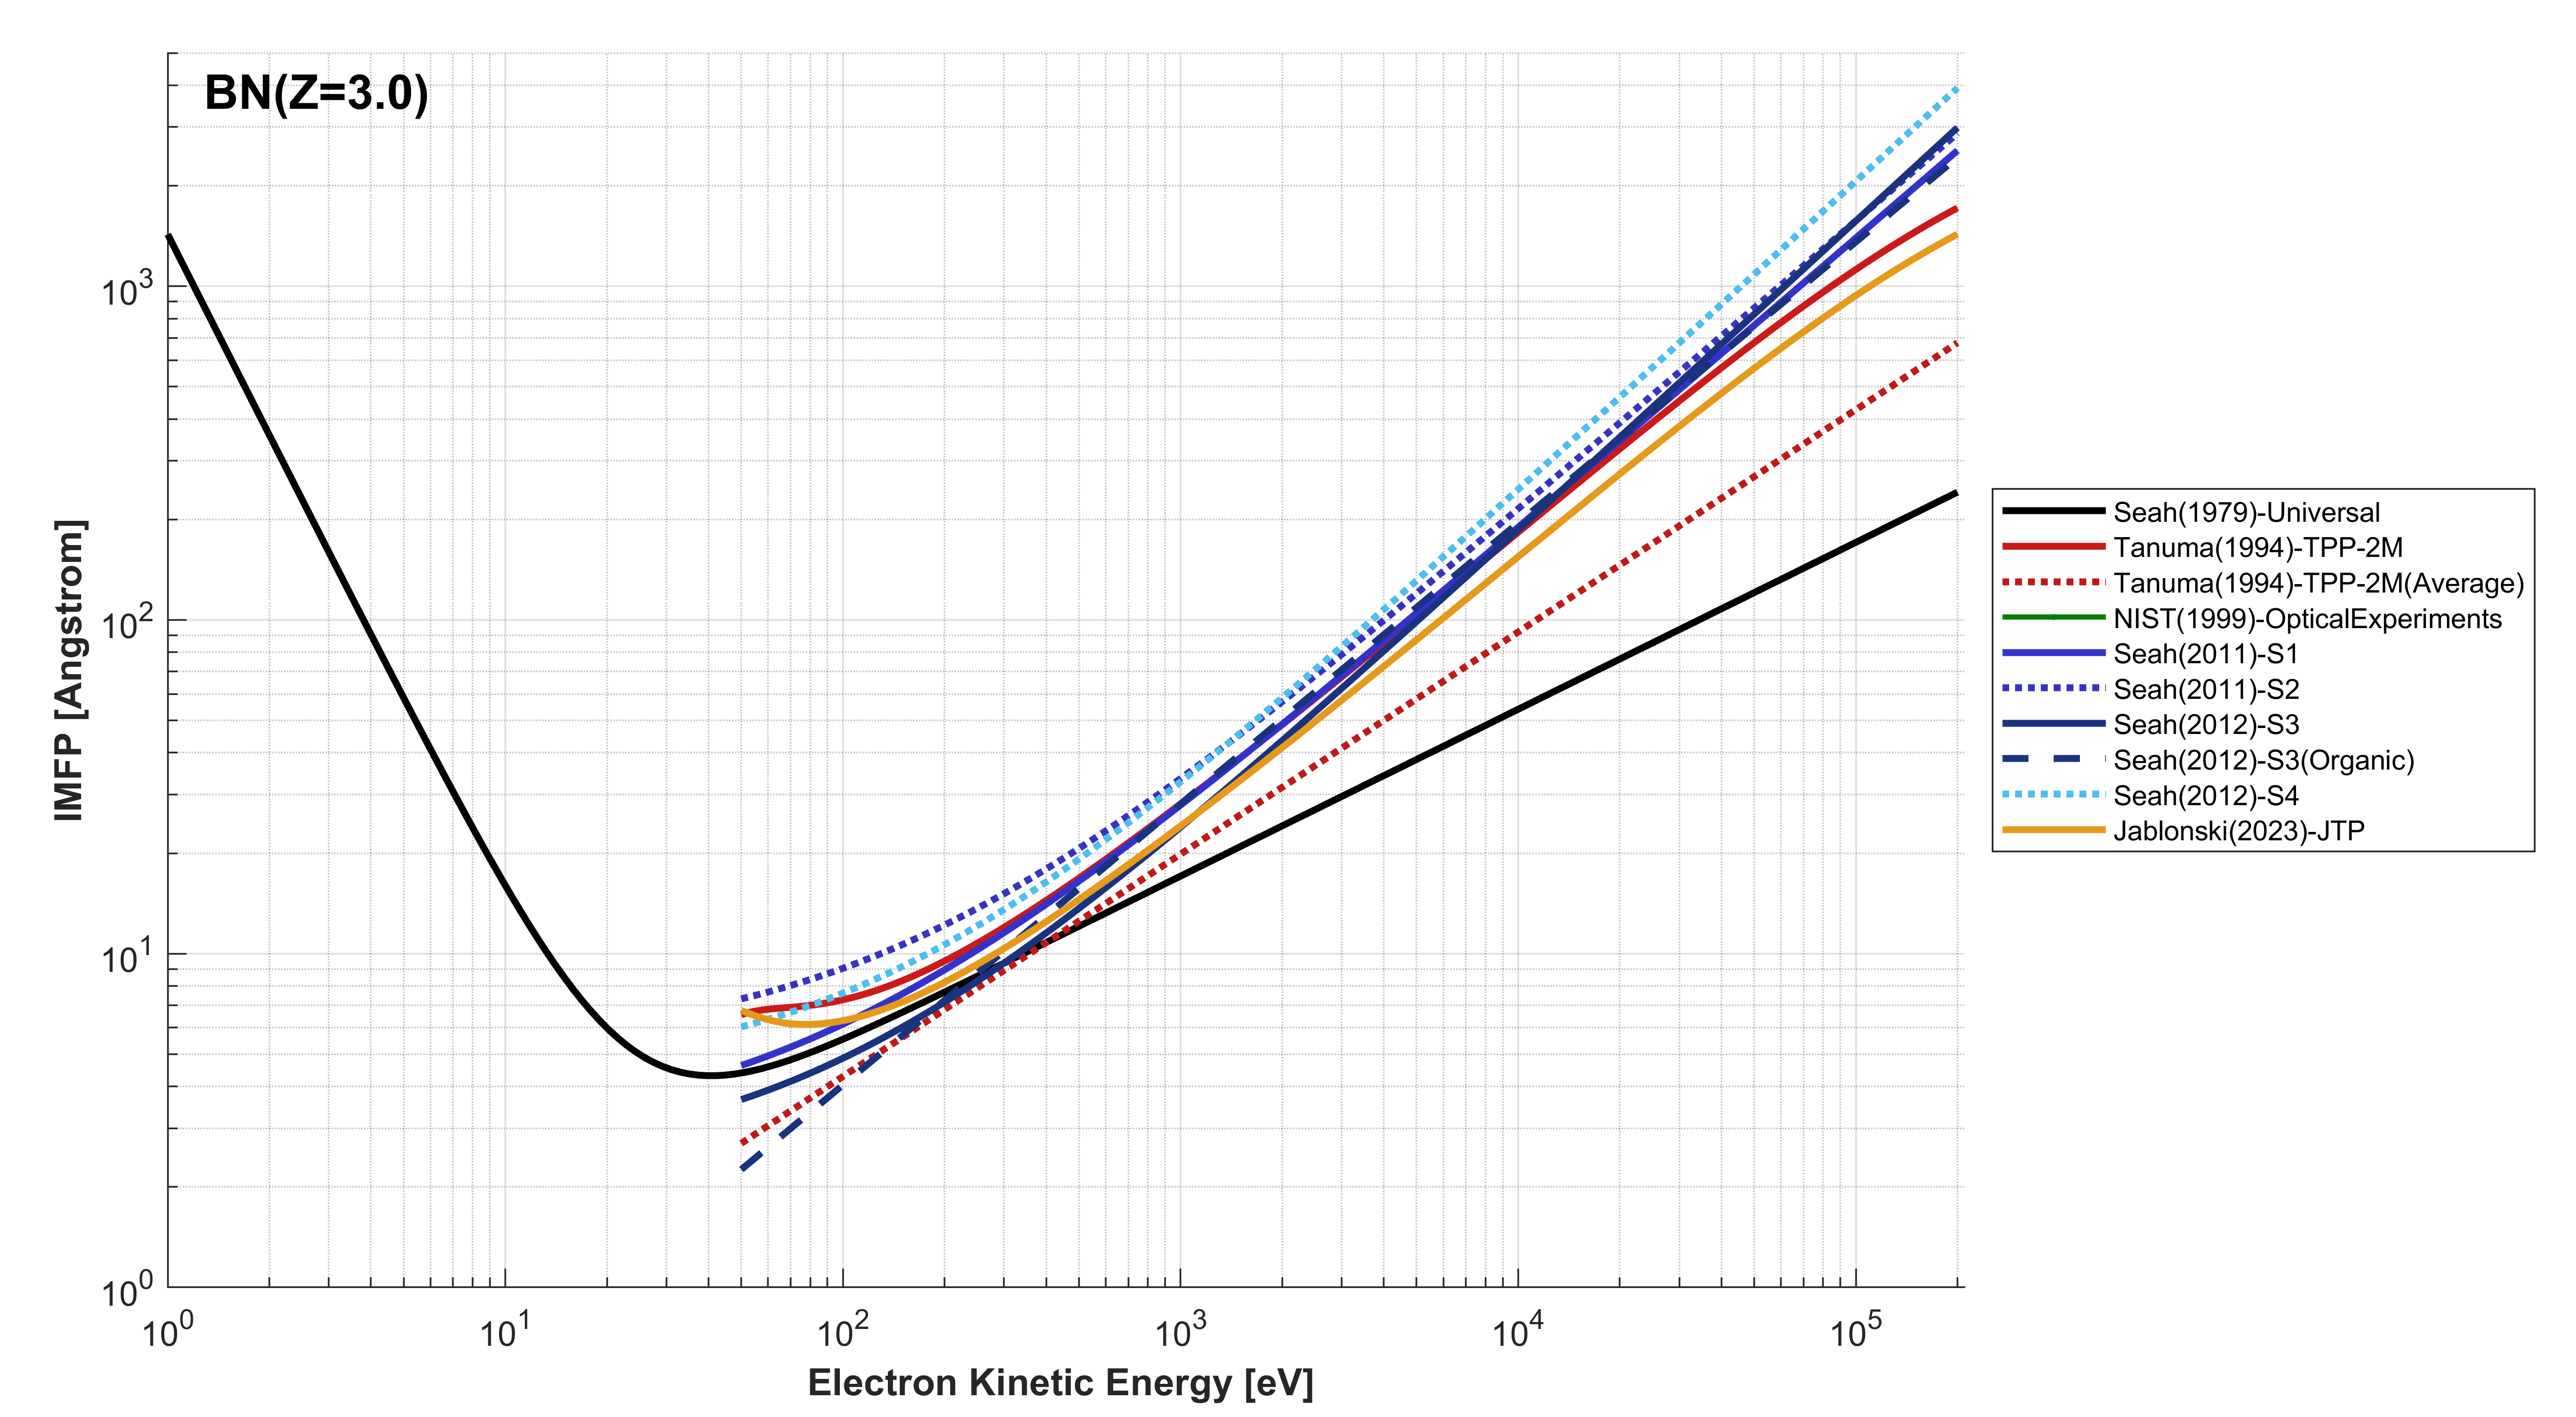 BN(Z=3.0)
IMFP [Angstrom]
10^3
10^2
10^1
10^0
10^0 10^1 10^2 10^3 10^4 10^5
Electron Kinetic Energy [eV]
Seah(1979)-Universal
Tanuma(1994)-TPP-2M
Tanuma(1994)-TPP-2M(Average)
NIST(1999)-OpticalExperiments
Seah(2011)-S1
Seah(2011)-S2
Seah(2012)-S3
Seah(2012)-S3(Organic)
Seah(2012)-S4
Jablonski(2023)-JTP